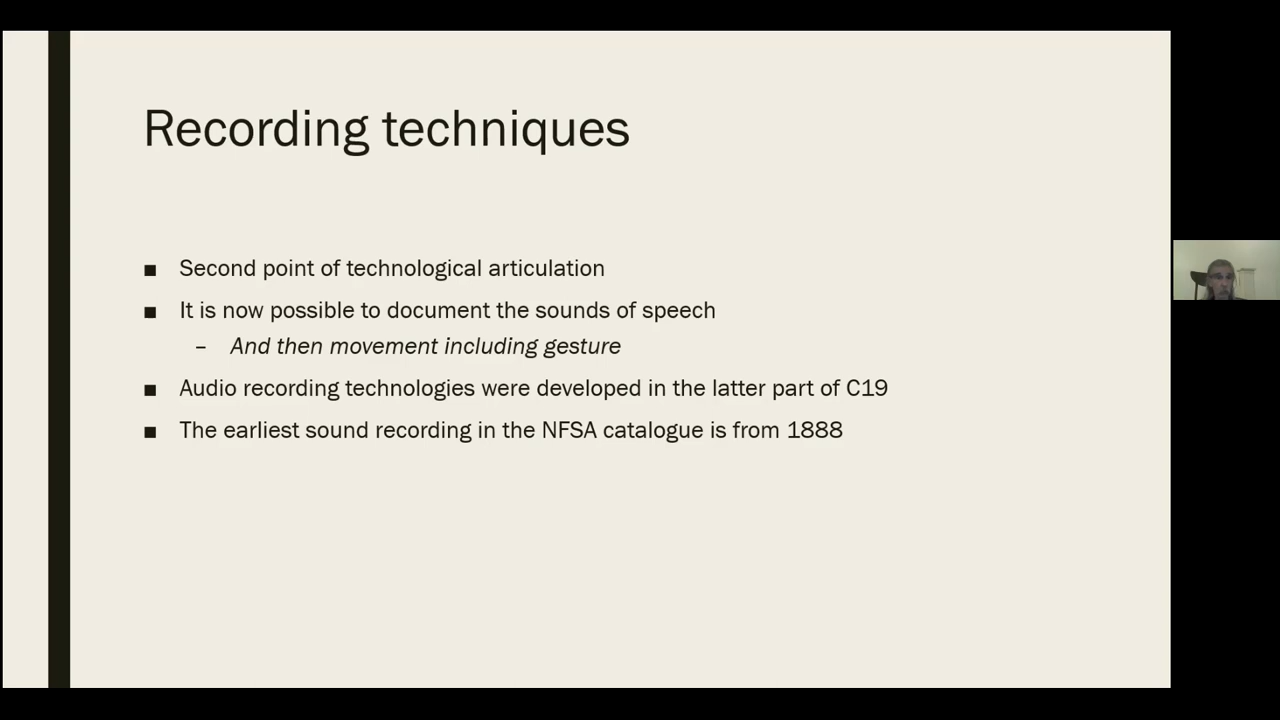 Recording techniques
■ Second point of technological articulation
■ It is now possible to document the sounds of speech
– And then movement including gesture
■ Audio recording technologies were developed in the latter part of C19
■ The earliest sound recording in the NFSA catalogue is from 1888